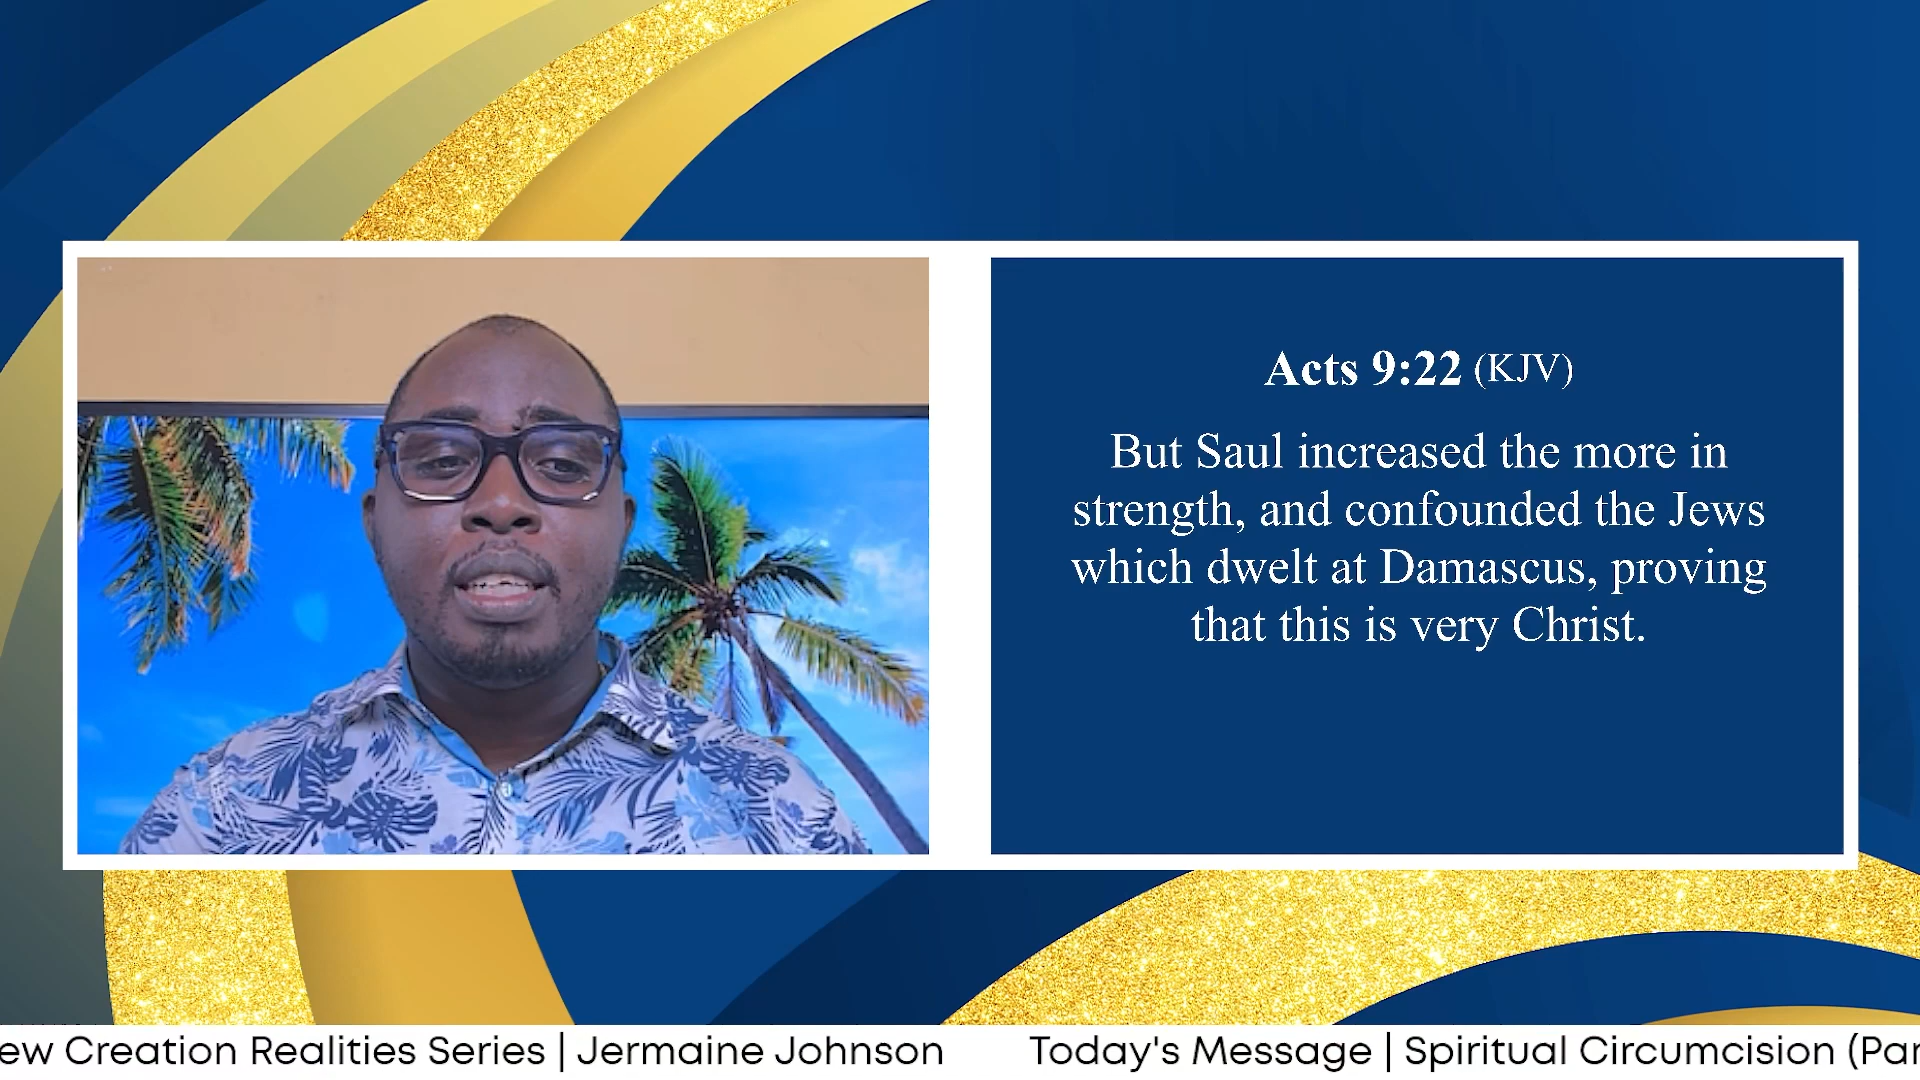 Acts 9:22 (KJV)
But Saul increased the more in
strength, and confounded the Jews
which dwelt at Damascus, proving
that this is very Christ.
ew Creation Realities Series | Jermaine Johnson Today's Message | Spiritual Circumcision (Par